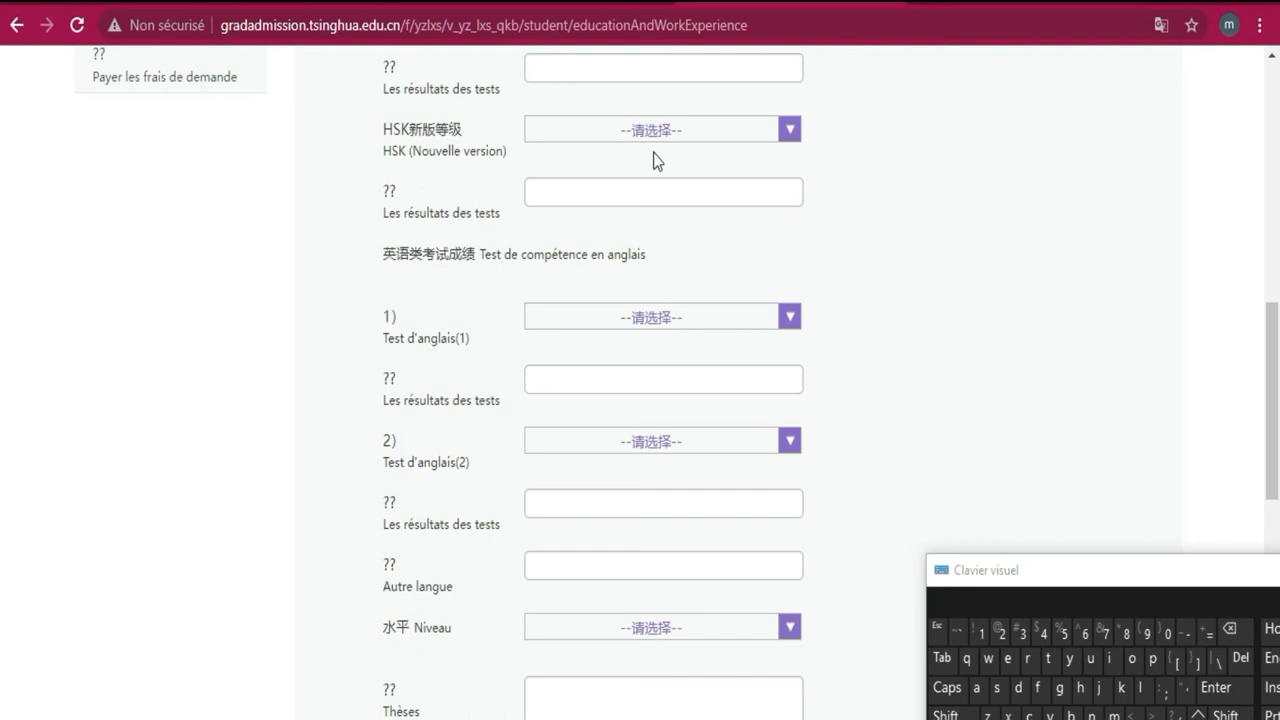 Non sécurisé
gradadmission.tsinghua.edu.cn/f/yzlxs/v_yz_lxs_qkb/student/educationAndWorkExperience
m
??
Payer les frais de demande
??
Les résultats des tests
HSK新版等级
--请选择--
HSK (Nouvelle version)
??
Les résultats des tests
英语类考试成绩 Test de compétence en anglais
1)
--请选择--
Test d'anglais(1)
??
Les résultats des tests
2)
--请选择--
Test d'anglais(2)
??
Les résultats des tests
??
Autre langue
水平 Niveau
--请选择--
??
Thèses
Clavier visuel
Esc ~` ! 1 @ 2 # 3 $ 4 % 5 ^ 6 & 7 * 8 ( 9 ) 0 _ - + = Ho
Tab q w e r t y u i o p { [ } ] | \ Del En
Caps a s d f g h j k l : ; " ' Enter Ins
Shift z x c v b n m < , > . ? / Shift